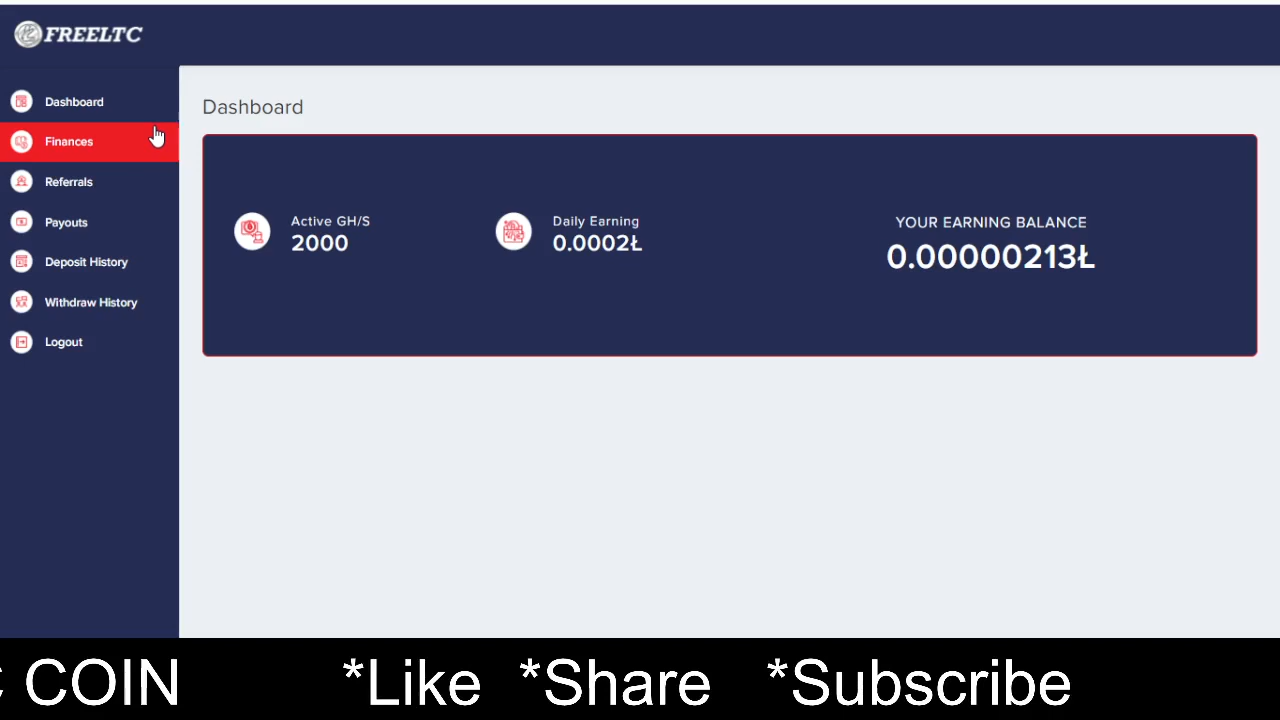 FREELTC
Dashboard
Finances
Referrals
Payouts
Deposit History
Withdraw History
Logout
Dashboard
Active GH/S
2000
Daily Earning
0.0002Ł
YOUR EARNING BALANCE
0.00000213Ł
COIN *Like *Share *Subscribe